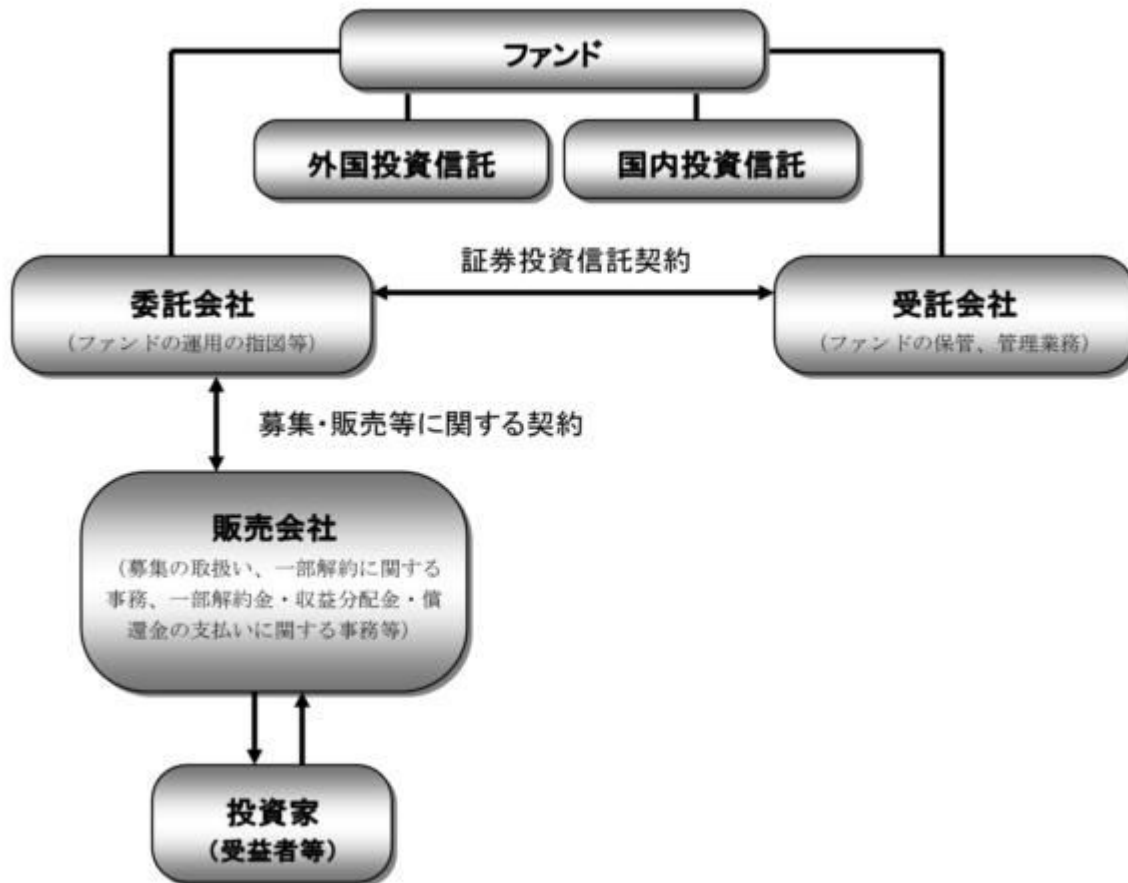 ファンド
外国投資信託
国内投資信託
証券投資信託契約
委託会社
（ファンドの運用の指図等）
受託会社
（ファンドの保管、管理業務）
募集・販売等に関する契約
販売会社
（募集の取扱い、一部解約に関する
事務、一部解約金・収益分配金・償
還金の支払いに関する事務等）
投資家
（受益者等）